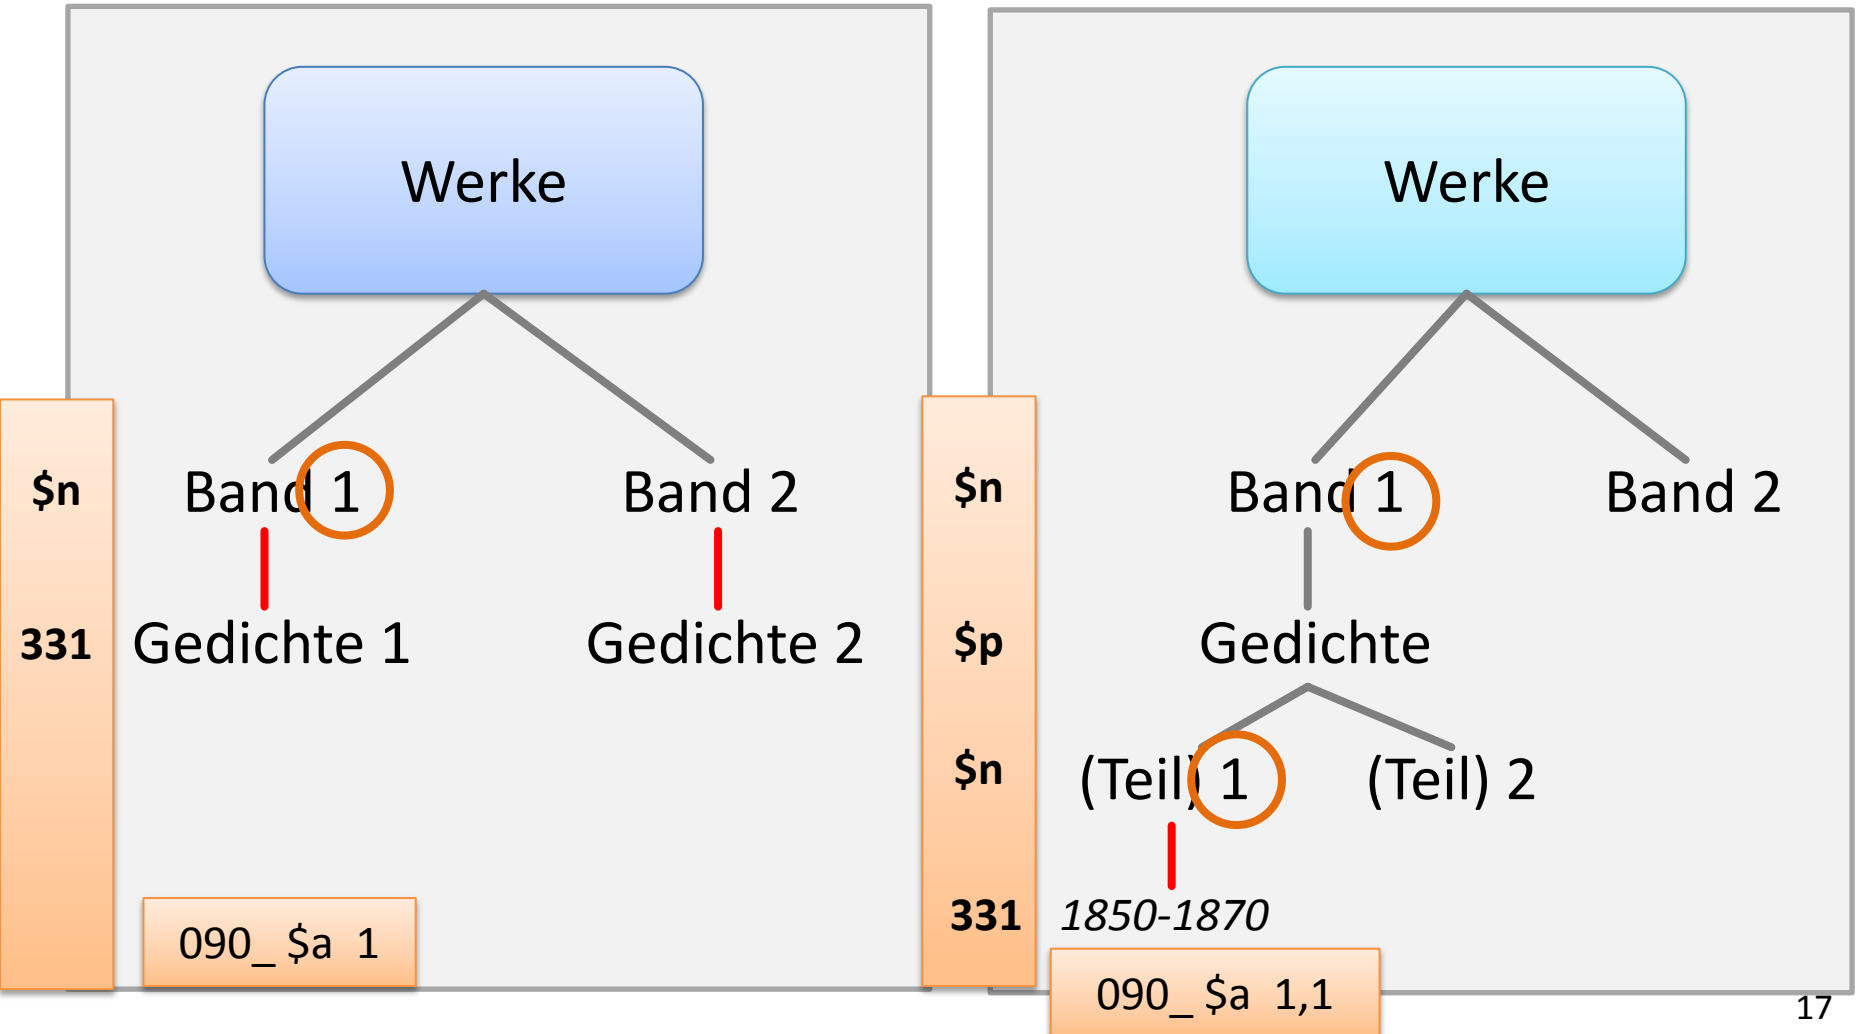 Werke
$n Band 1 Band 2
331 Gedichte 1 Gedichte 2
090_ $a 1
Werke
$n Band 1 Band 2
$p Gedichte
$n (Teil) 1 (Teil) 2
331 1850-1870
090_ $a 1,1
17